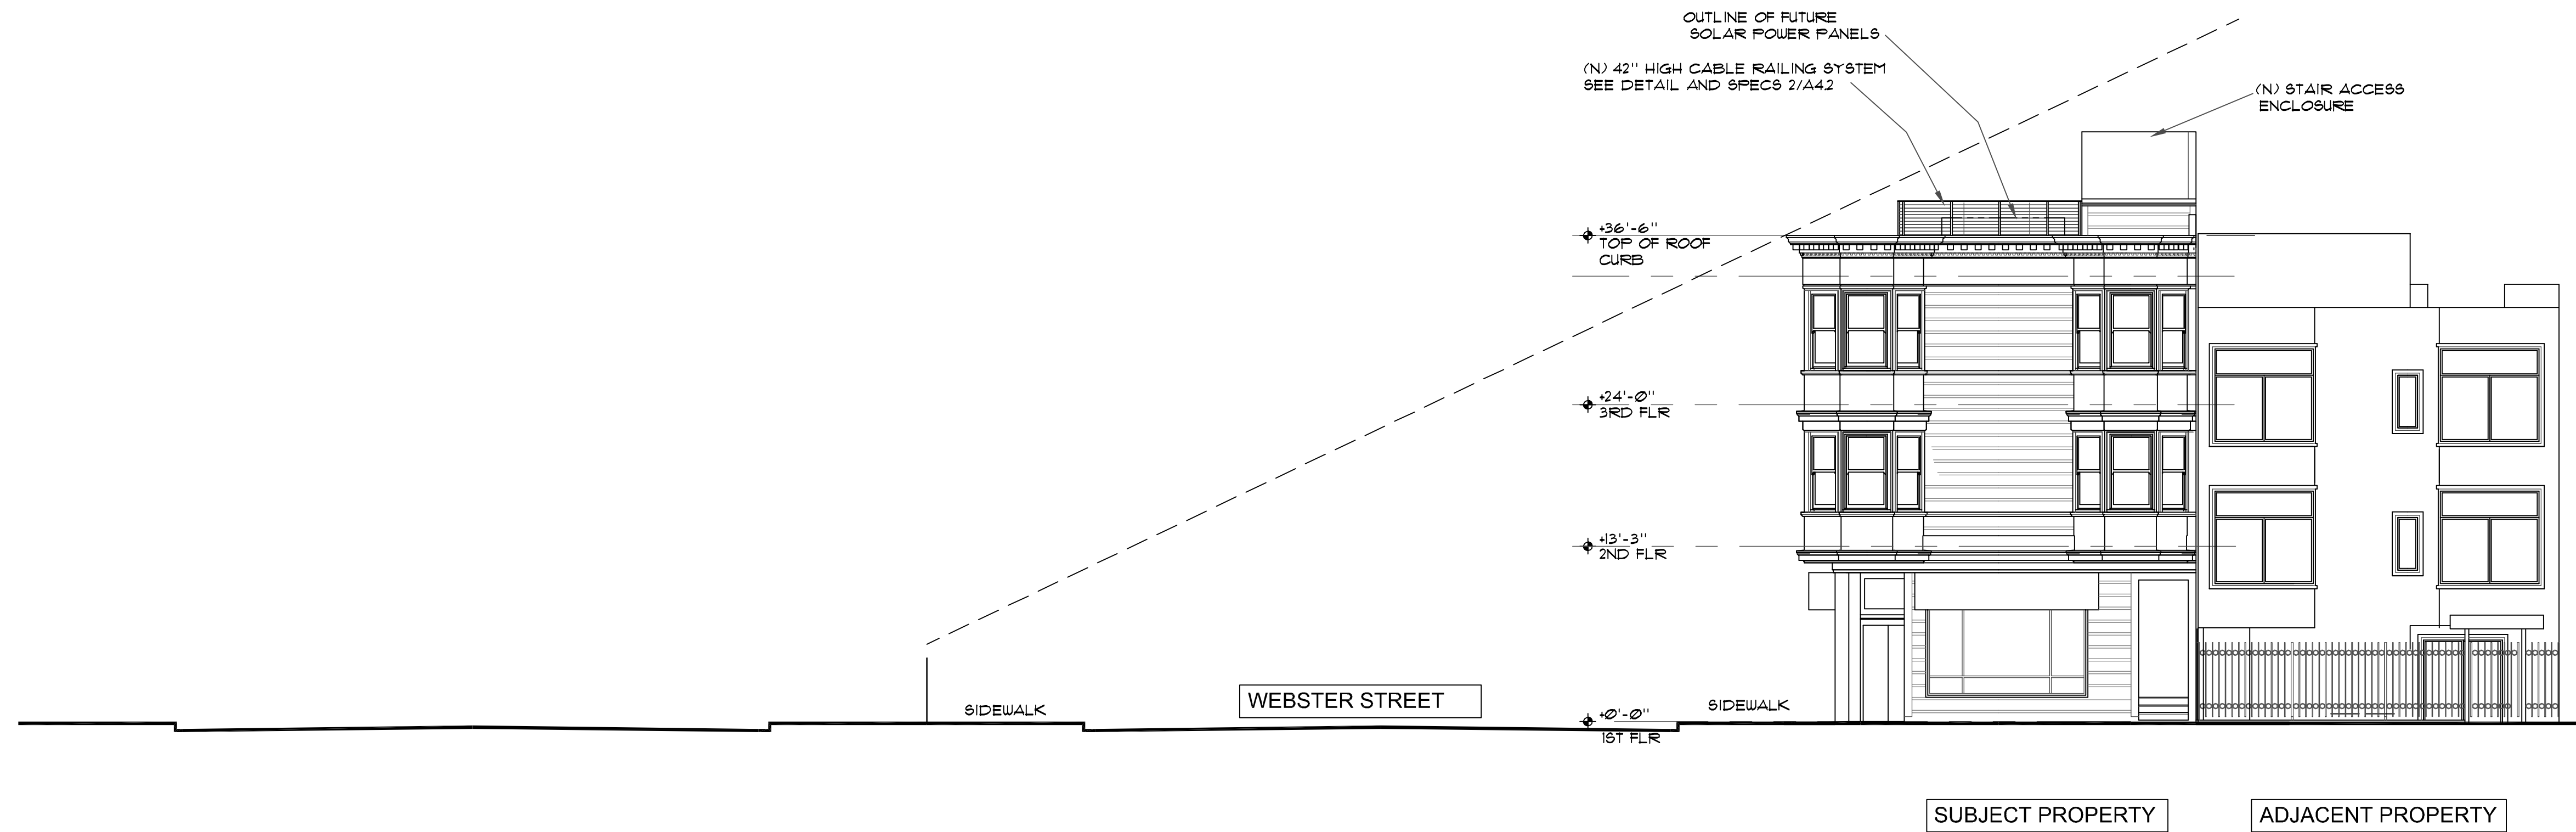 OUTLINE OF FUTURE
SOLAR POWER PANELS
(N) 42" HIGH CABLE RAILING SYSTEM
SEE DETAIL AND SPECS 2/A4.2
(N) STAIR ACCESS
ENCLOSURE
+36'-6"
TOP OF ROOF
CURB
+24'-0"
3RD FLR
+13'-3"
2ND FLR
WEBSTER STREET
SIDEWALK
SIDEWALK
+0'-0"
1ST FLR
SUBJECT PROPERTY
ADJACENT PROPERTY